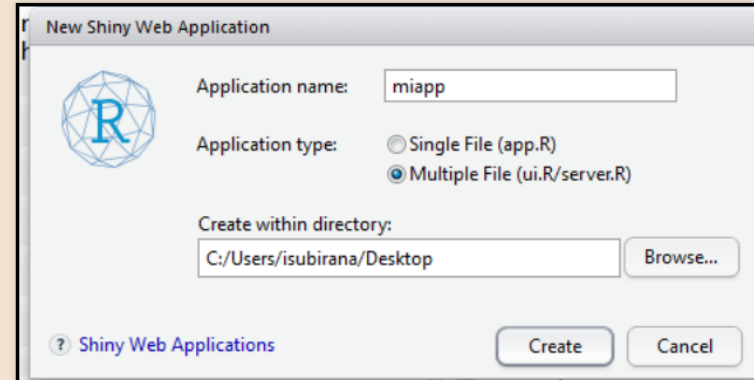 New Shiny Web Application
R
Application name: miapp
Application type: Single File (app.R)
Multiple File (ui.R/server.R)
Create within directory:
C:/Users/isubirana/Desktop Browse...
? Shiny Web Applications Create Cancel